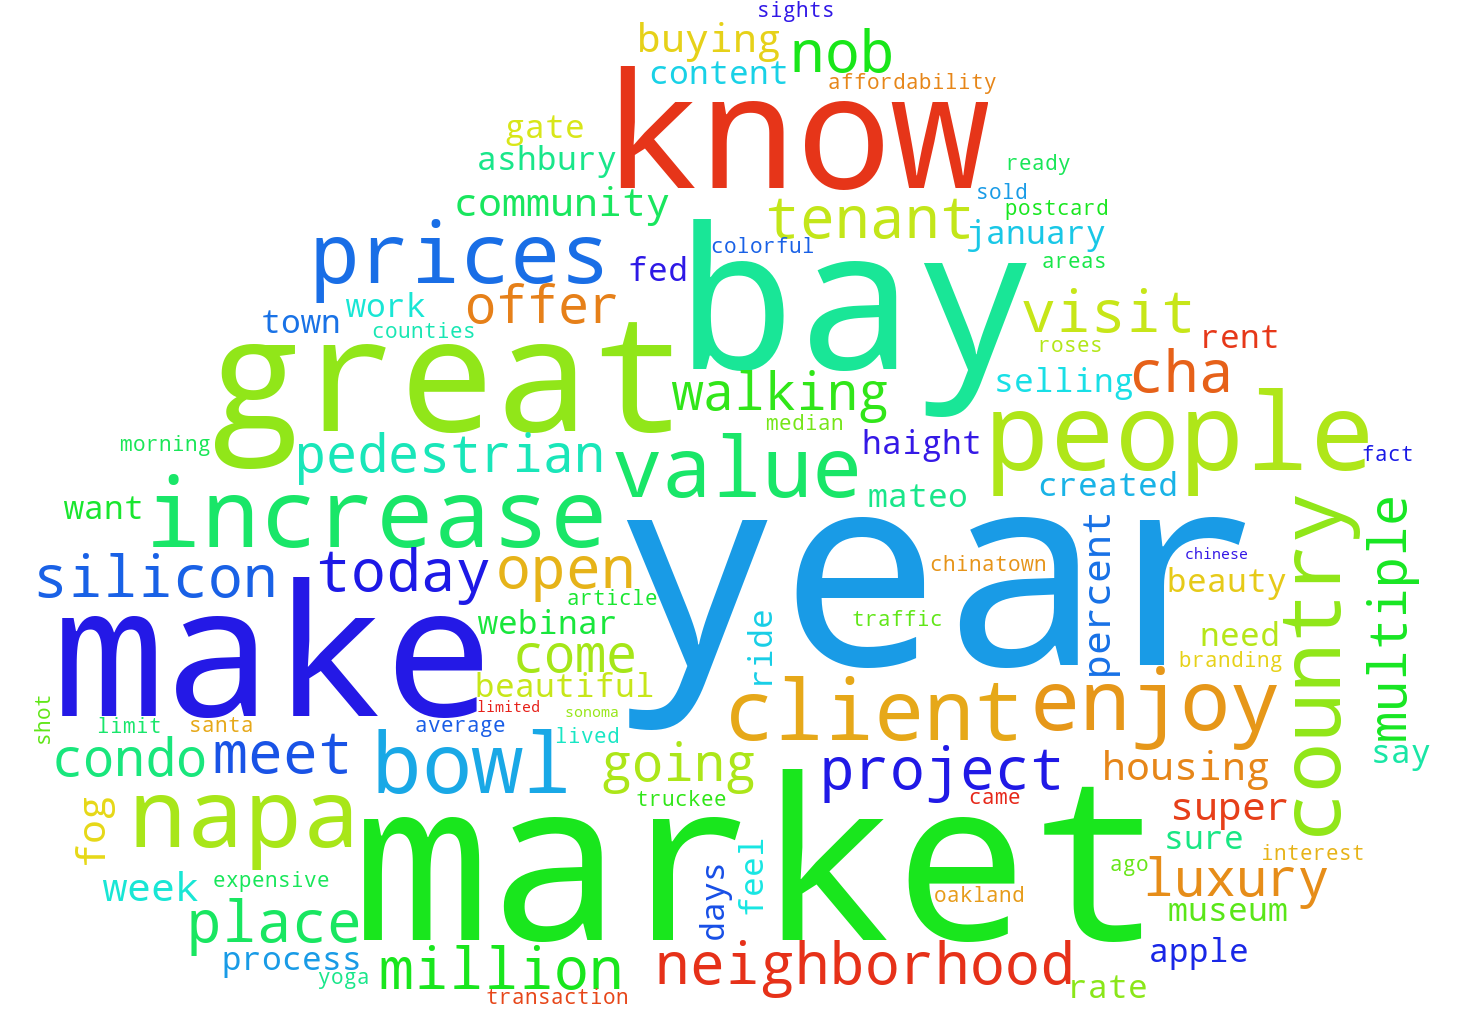 sights
buying
nob
content
affordability
know
gate
ashbury
ready
sold
community
postcard
tenant
january
prices
colorful
bay
fed
areas
work
offer
visit
town
counties
rent
great
roses
cha
selling
walking
people
median
morning
pedestrian
value
haight
fact
want
increase
mateo
created
year
country
multiple
percent
silicon
today
open
chinatown
chinese
beauty
make
article
webinar
ride
traffic
come
need
branding
beautiful
limited
sonoma
client
enjoy
shot
limit
santa
average
lived
condo
meet
bowl
going
project
housing
say
napa
fog
truckee
came
super
market
sure
interest
week
expensive
days
feel
oakland
ago
luxury
place
museum
process
yoga
million
neighborhood
apple
rate
transaction